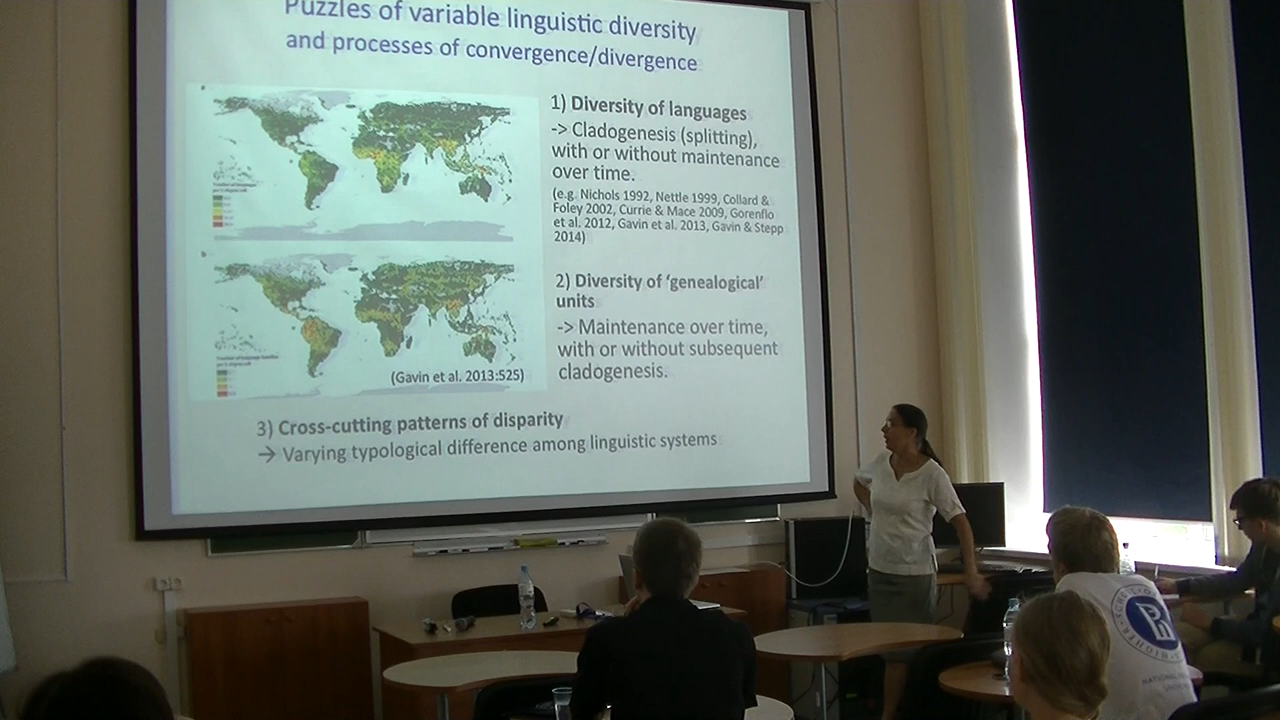 Puzzles of variable linguistic diversity
and processes of convergence/divergence
1) Diversity of languages
-> Cladogenesis (splitting),
with or without maintenance
over time.
(e.g. Nichols 1992, Nettle 1999, Collard &
Foley 2002, Currie & Mace 2009, Gorenflo
et al. 2012, Gavin et al. 2013, Gavin & Stepp
2014)
2) Diversity of ‘genealogical’
units
-> Maintenance over time,
with or without subsequent
cladogenesis.
(Gavin et al. 2013:525)
3) Cross-cutting patterns of disparity
→ Varying typological difference among linguistic systems